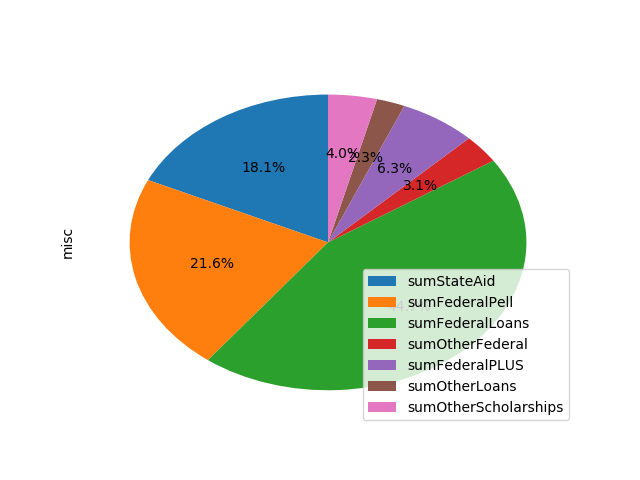 4.0%
2.3%
6.3%
3.1%
18.1%
21.6%
misc
sumStateAid
sumFederalPell
sumFederalLoans
sumOtherFederal
sumFederalPLUS
sumOtherLoans
sumOtherScholarships